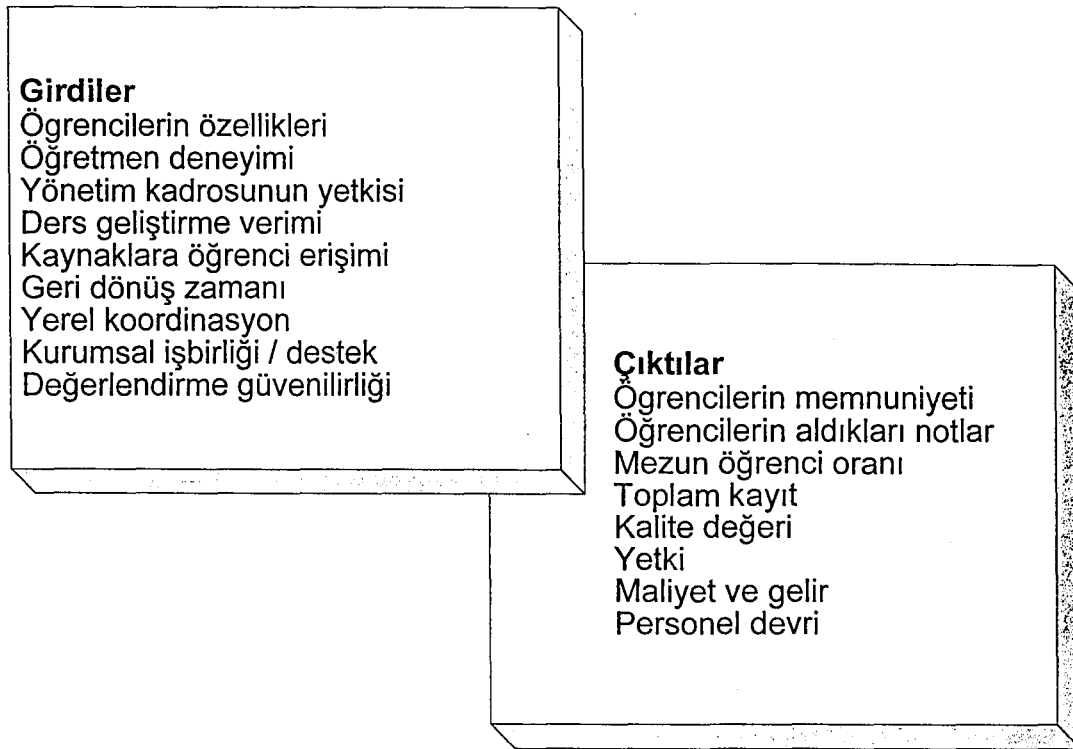 Girdiler
Ögrencilerin özellikleri
Öğretmen deneyimi
Yönetim kadrosunun yetkisi
Ders geliştirme verimi
Kaynaklara öğrenci erişimi
Geri dönüş zamanı
Yerel koordinasyon
Kurumsal işbirliği / destek
Değerlendirme güvenilirliği
Çıktılar
Ögrencilerin memnuniyeti
Öğrencilerin aldıkları notlar
Mezun öğrenci oranı
Toplam kayıt
Kalite değeri
Yetki
Maliyet ve gelir
Personel devri